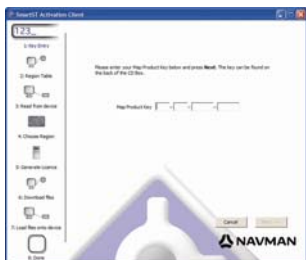 SmartST Activation Client
123_
1. Key Entry
2. Region Table
3. Read from device
4. Choose Region
5. Generate Licence
6. Download files
7. Load files onto device
8. Done
Please enter your Map Product Key below and press Next. The key can be found on
the back of the CD Box.
Map Product Key - - -
Cancel
NAVMAN